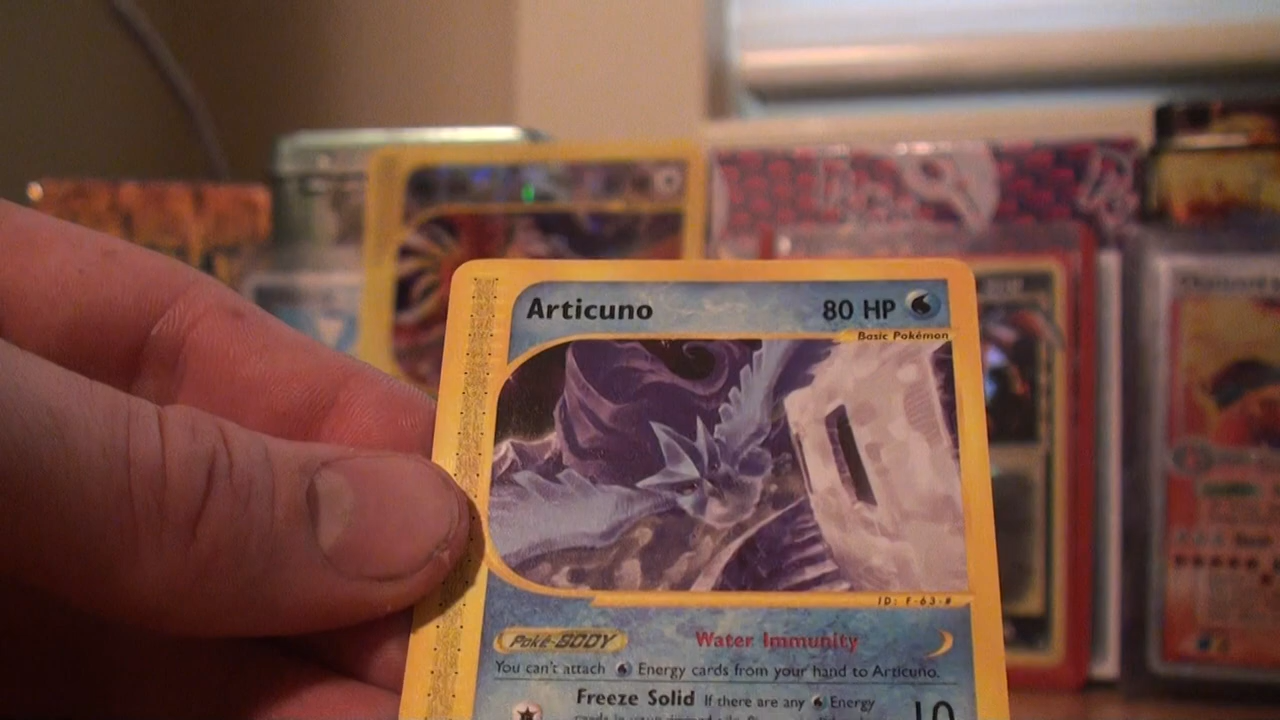 Articuno 80 HP
Basic Pokémon
ID: F-63-#
Poké-BODY Water Immunity
You can't attach Energy cards from your hand to Articuno.
Freeze Solid If there are any Energy
10